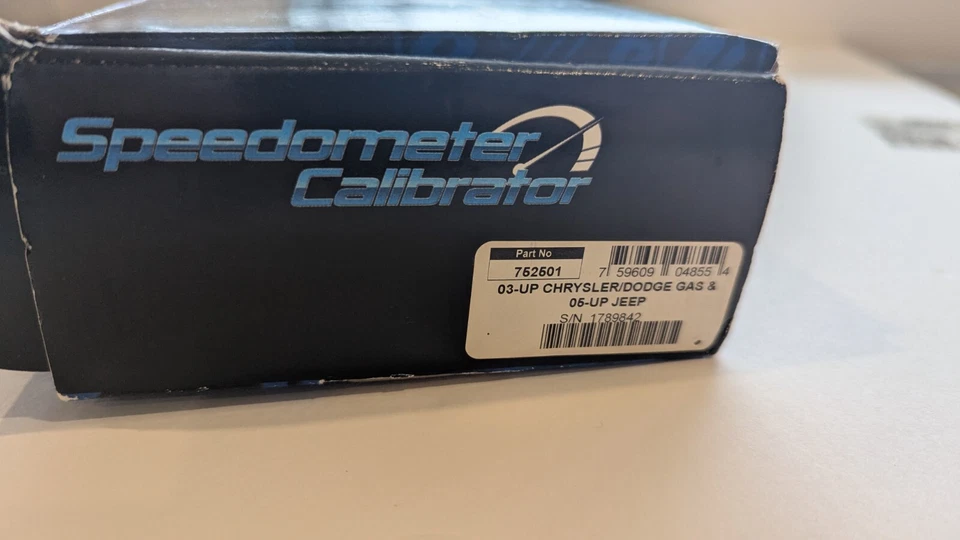 Speedometer
Calibrator
Part No
752501
7 59609 04855 4
03-UP CHRYSLER/DODGE GAS &
05-UP JEEP
S/N 1789842